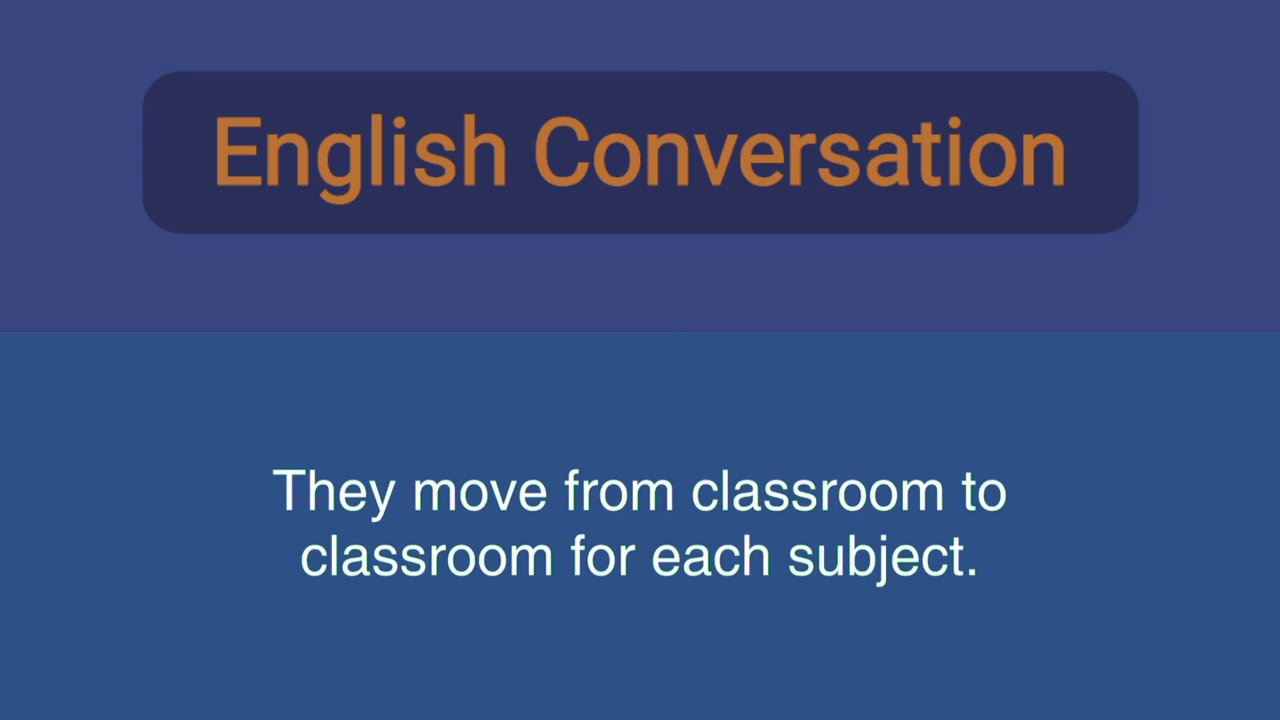 English Conversation
They move from classroom to
classroom for each subject.